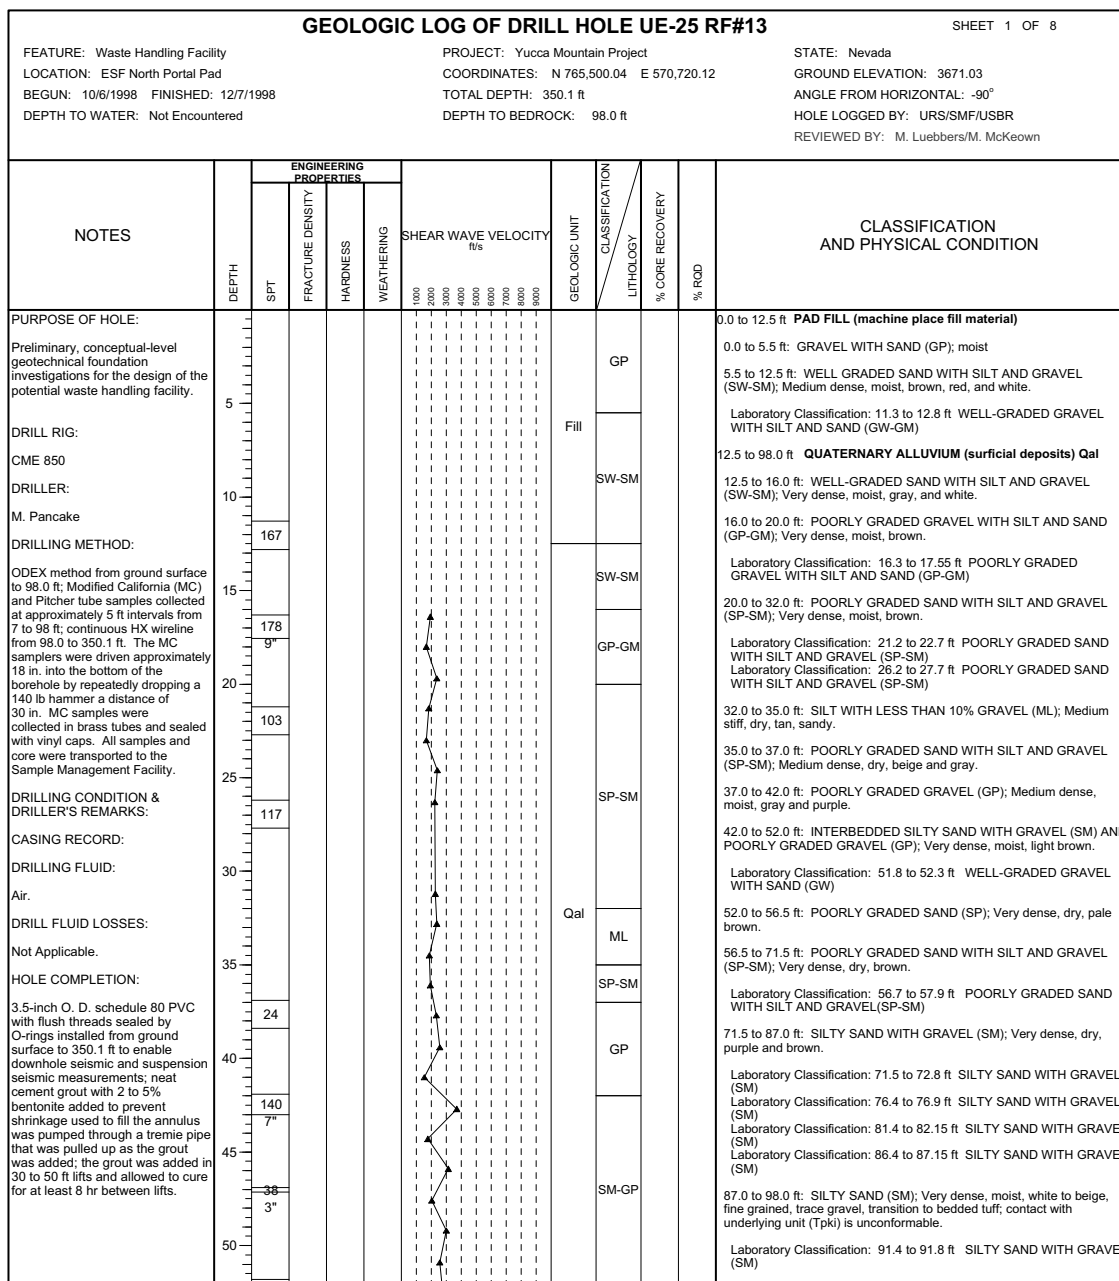 GEOLOGIC LOG OF DRILL HOLE UE-25 RF#13
SHEET 1 OF 8
FEATURE: Waste Handling Facility
LOCATION: ESF North Portal Pad
BEGUN: 10/6/1998 FINISHED: 12/7/1998
DEPTH TO WATER: Not Encountered
PROJECT: Yucca Mountain Project
COORDINATES: N 765,500.04 E 570,720.12
TOTAL DEPTH: 350.1 ft
DEPTH TO BEDROCK: 98.0 ft
STATE: Nevada
GROUND ELEVATION: 3671.03
ANGLE FROM HORIZONTAL: -90°
HOLE LOGGED BY: URS/SMF/USBR
REVIEWED BY: M. Luebbers/M. McKeown
NOTES
DEPTH
ENGINEERING
PROPERTIES
SPT
FRACTURE DENSITY
HARDNESS
WEATHERING
SHEAR WAVE VELOCITY
ft/s
1000
2000
3000
4000
5000
6000
7000
8000
9000
GEOLOGIC UNIT
CLASSIFICATION
LITHOLOGY
% CORE RECOVERY
% RQD
CLASSIFICATION
AND PHYSICAL CONDITION
PURPOSE OF HOLE:
Preliminary, conceptual-level
geotechnical foundation
investigations for the design of the
potential waste handling facility.
DRILL RIG:
CME 850
DRILLER:
M. Pancake
DRILLING METHOD:
ODEX method from ground surface
to 98.0 ft; Modified California (MC)
and Pitcher tube samples collected
at approximately 5 ft intervals from
7 to 98 ft; continuous HX wireline
from 98.0 to 350.1 ft. The MC
samplers were driven approximately
18 in. into the bottom of the
borehole by repeatedly dropping a
140 lb hammer a distance of
30 in. MC samples were
collected in brass tubes and sealed
with vinyl caps. All samples and
core were transported to the
Sample Management Facility.
DRILLING CONDITION &
DRILLER'S REMARKS:
CASING RECORD:
DRILLING FLUID:
Air.
DRILL FLUID LOSSES:
Not Applicable.
HOLE COMPLETION:
3.5-inch O. D. schedule 80 PVC
with flush threads sealed by
O-rings installed from ground
surface to 350.1 ft to enable
downhole seismic and suspension
seismic measurements; neat
cement grout with 2 to 5%
bentonite added to prevent
shrinkage used to fill the annulus
was pumped through a tremie pipe
that was pulled up as the grout
was added; the grout was added in
30 to 50 ft lifts and allowed to cure
for at least 8 hr between lifts.
5
10
15
20
25
30
35
40
45
50
167
178
9"
103
117
24
140
7"
38
3"
Fill
Qal
GP
SW-SM
SW-SM
GP-GM
SP-SM
ML
SP-SM
GP
SM-GP
0.0 to 12.5 ft PAD FILL (machine place fill material)
0.0 to 5.5 ft: GRAVEL WITH SAND (GP); moist
5.5 to 12.5 ft: WELL GRADED SAND WITH SILT AND GRAVEL
(SW-SM); Medium dense, moist, brown, red, and white.
Laboratory Classification: 11.3 to 12.8 ft WELL-GRADED GRAVEL
WITH SILT AND SAND (GW-GM)
12.5 to 98.0 ft QUATERNARY ALLUVIUM (surficial deposits) Qal
12.5 to 16.0 ft: WELL-GRADED SAND WITH SILT AND GRAVEL
(SW-SM); Very dense, moist, gray, and white.
16.0 to 20.0 ft: POORLY GRADED GRAVEL WITH SILT AND SAND
(GP-GM); Very dense, moist, brown.
Laboratory Classification: 16.3 to 17.55 ft POORLY GRADED
GRAVEL WITH SILT AND SAND (GP-GM)
20.0 to 32.0 ft: POORLY GRADED SAND WITH SILT AND GRAVEL
(SP-SM); Very dense, moist, brown.
Laboratory Classification: 21.2 to 22.7 ft POORLY GRADED SAND
WITH SILT AND GRAVEL (SP-SM)
Laboratory Classification: 26.2 to 27.7 ft POORLY GRADED SAND
WITH SILT AND GRAVEL (SP-SM)
32.0 to 35.0 ft: SILT WITH LESS THAN 10% GRAVEL (ML); Medium
stiff, dry, tan, sandy.
35.0 to 37.0 ft: POORLY GRADED SAND WITH SILT AND GRAVEL
(SP-SM); Medium dense, dry, beige and gray.
37.0 to 42.0 ft: POORLY GRADED GRAVEL (GP); Medium dense,
moist, gray and purple.
42.0 to 52.0 ft: INTERBEDDED SILTY SAND WITH GRAVEL (SM) AN
POORLY GRADED GRAVEL (GP); Very dense, moist, light brown.
Laboratory Classification: 51.8 to 52.3 ft WELL-GRADED GRAVEL
WITH SAND (GW)
52.0 to 56.5 ft: POORLY GRADED SAND (SP); Very dense, dry, pale
brown.
56.5 to 71.5 ft: POORLY GRADED SAND WITH SILT AND GRAVEL
(SP-SM); Very dense, dry, brown.
Laboratory Classification: 56.7 to 57.9 ft POORLY GRADED SAND
WITH SILT AND GRAVEL(SP-SM)
71.5 to 87.0 ft: SILTY SAND WITH GRAVEL (SM); Very dense, dry,
purple and brown.
Laboratory Classification: 71.5 to 72.8 ft SILTY SAND WITH GRAVEL
(SM)
Laboratory Classification: 76.4 to 76.9 ft SILTY SAND WITH GRAVEL
(SM)
Laboratory Classification: 81.4 to 82.15 ft SILTY SAND WITH GRAVE
(SM)
Laboratory Classification: 86.4 to 87.15 ft SILTY SAND WITH GRAVE
(SM)
87.0 to 98.0 ft: SILTY SAND (SM); Very dense, moist, white to beige,
fine grained, trace gravel, transition to bedded tuff; contact with
underlying unit (Tpki) is unconformable.
Laboratory Classification: 91.4 to 91.8 ft SILTY SAND WITH GRAVE
(SM)